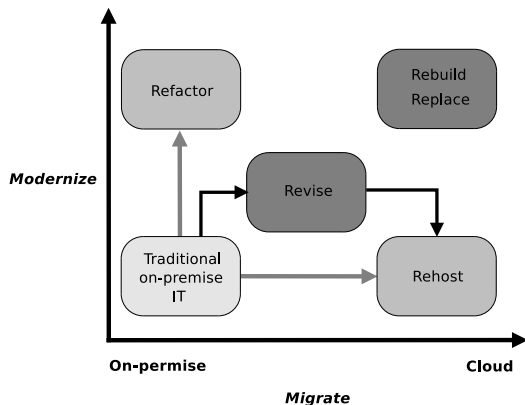 Refactor
Rebuild
Replace
Modernize
Revise
Traditional
on-premise
IT
Rehost
On-permise
Cloud
Migrate